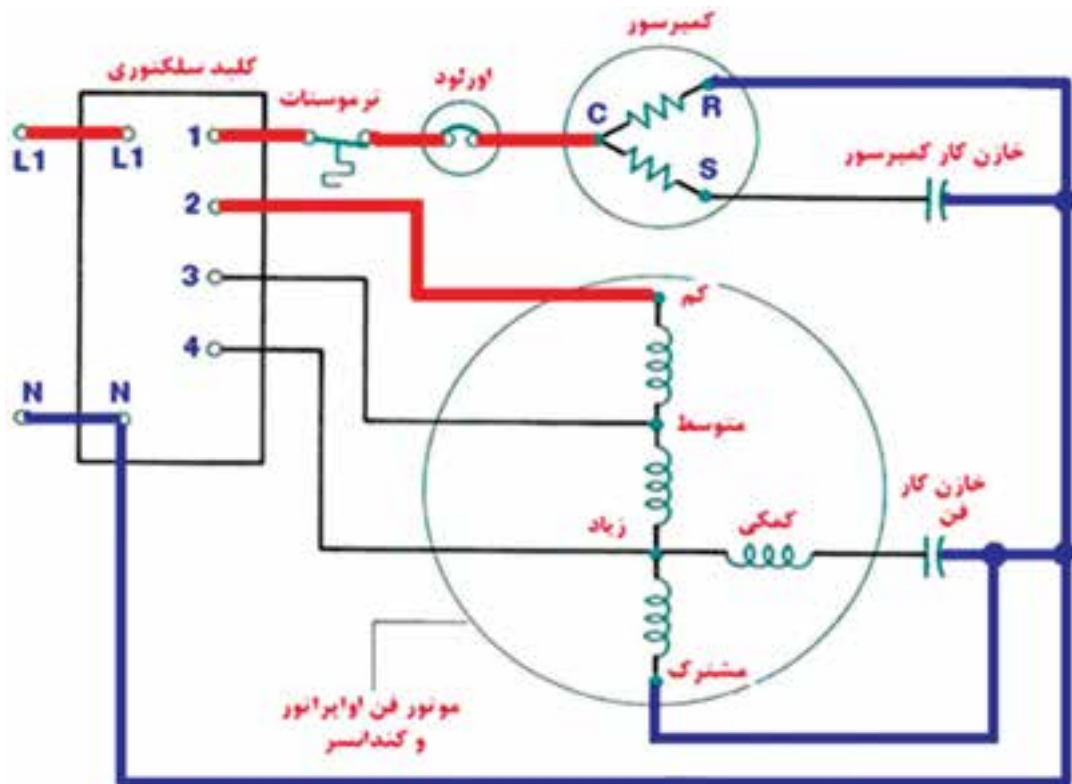 کمپرسور
کلید سلکتوری
اورلود
ترموستات
L1
L1
1
C
R
S
خازن کار کمپرسور
2
3
4
کم
N
N
متوسط
زیاد
کمکی
خازن کار
فن
مشترک
موتور فن اواپراتور
و کندانسر